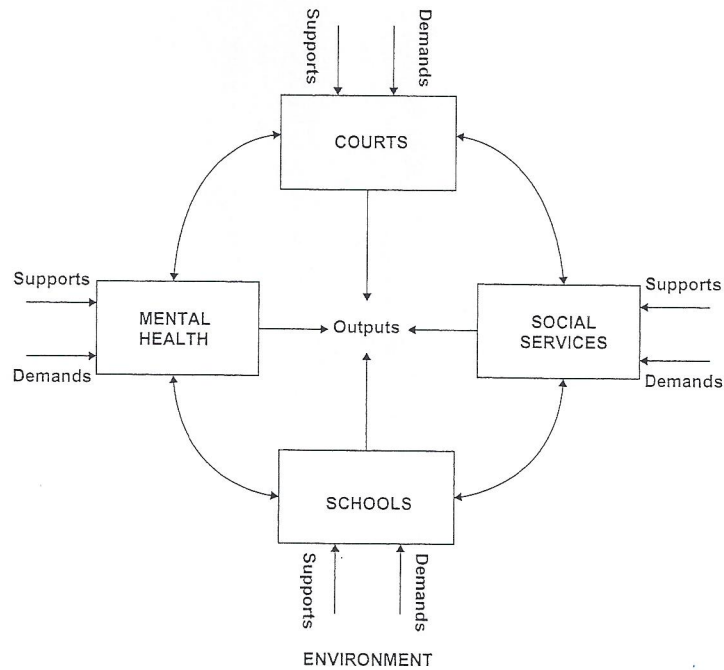 Supports
Demands
COURTS
Supports
Demands
MENTAL
HEALTH
Outputs
SOCIAL
SERVICES
Supports
Demands
SCHOOLS
Supports
Demands
ENVIRONMENT